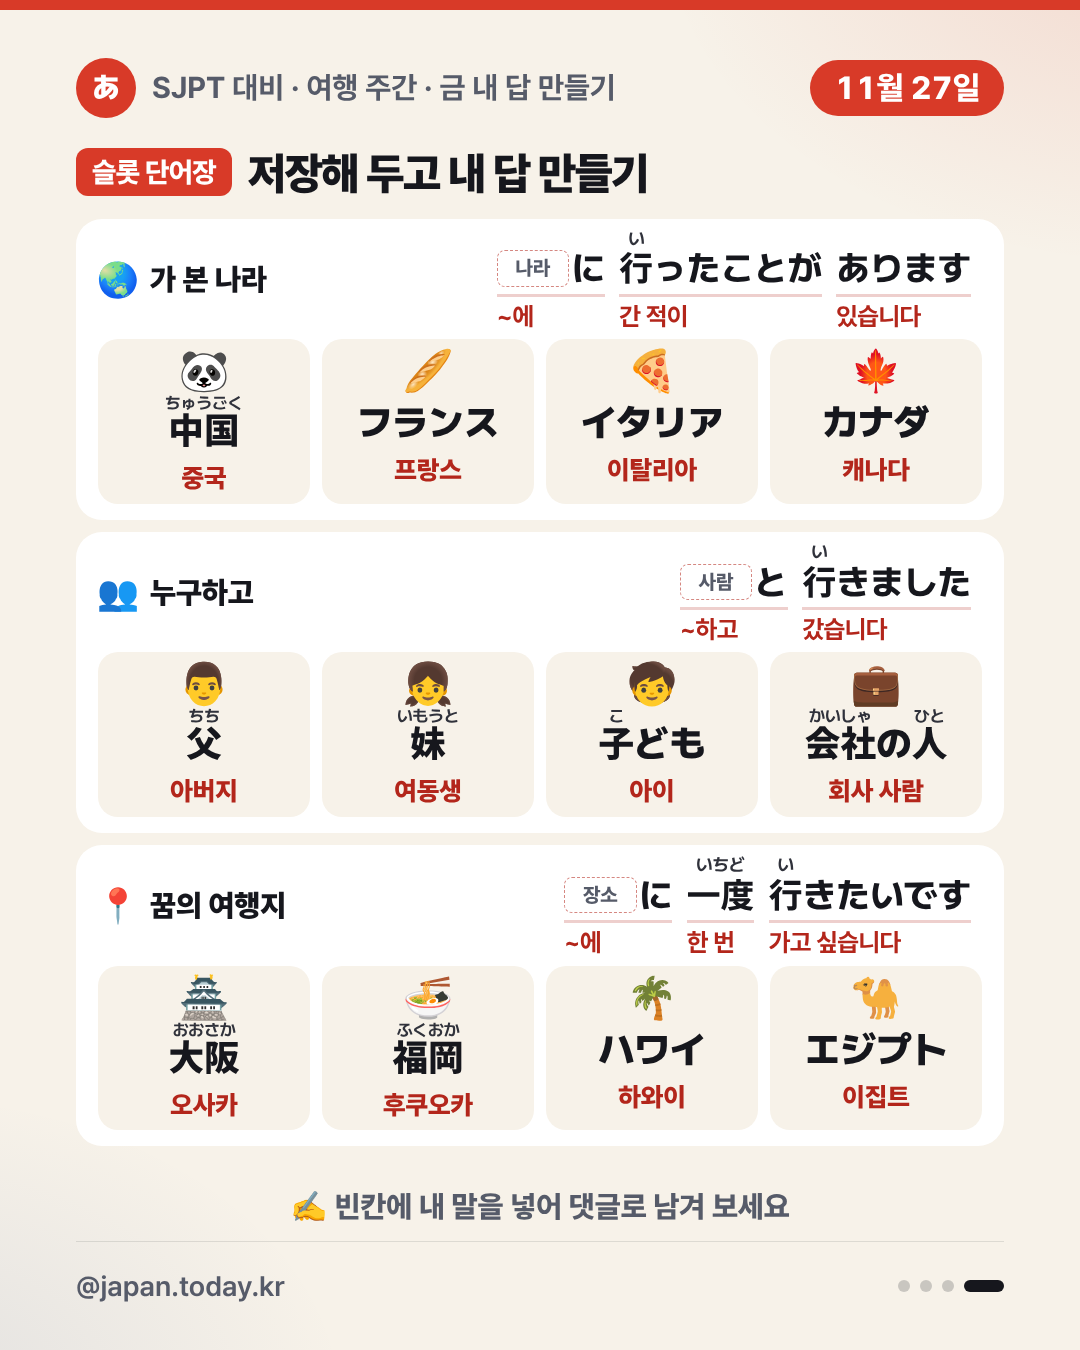 あ SJPT 대비 · 여행 주간 · 금 내 답 만들기 11월 27일
슬롯 단어장 저장해 두고 내 답 만들기
い
가 본 나라 나라 に 行ったことが あります
~에 간 적이 있습니다
ちゅうごく
中国 フランス イタリア カナダ
중국 프랑스 이탈리아 캐나다
い
누구하고 사람 と 行きました
~하고 갔습니다
ちち いもうと こ かいしゃ ひと
父 妹 子ども 会社の人
아버지 여동생 아이 회사 사람
いちど い
꿈의 여행지 장소 に 一度 行きたいです
~에 한 번 가고 싶습니다
おおさか ふくおか
大阪 福岡 ハワイ エジプト
오사카 후쿠오카 하와이 이집트
빈칸에 내 말을 넣어 댓글로 남겨 보세요
@japan.today.kr